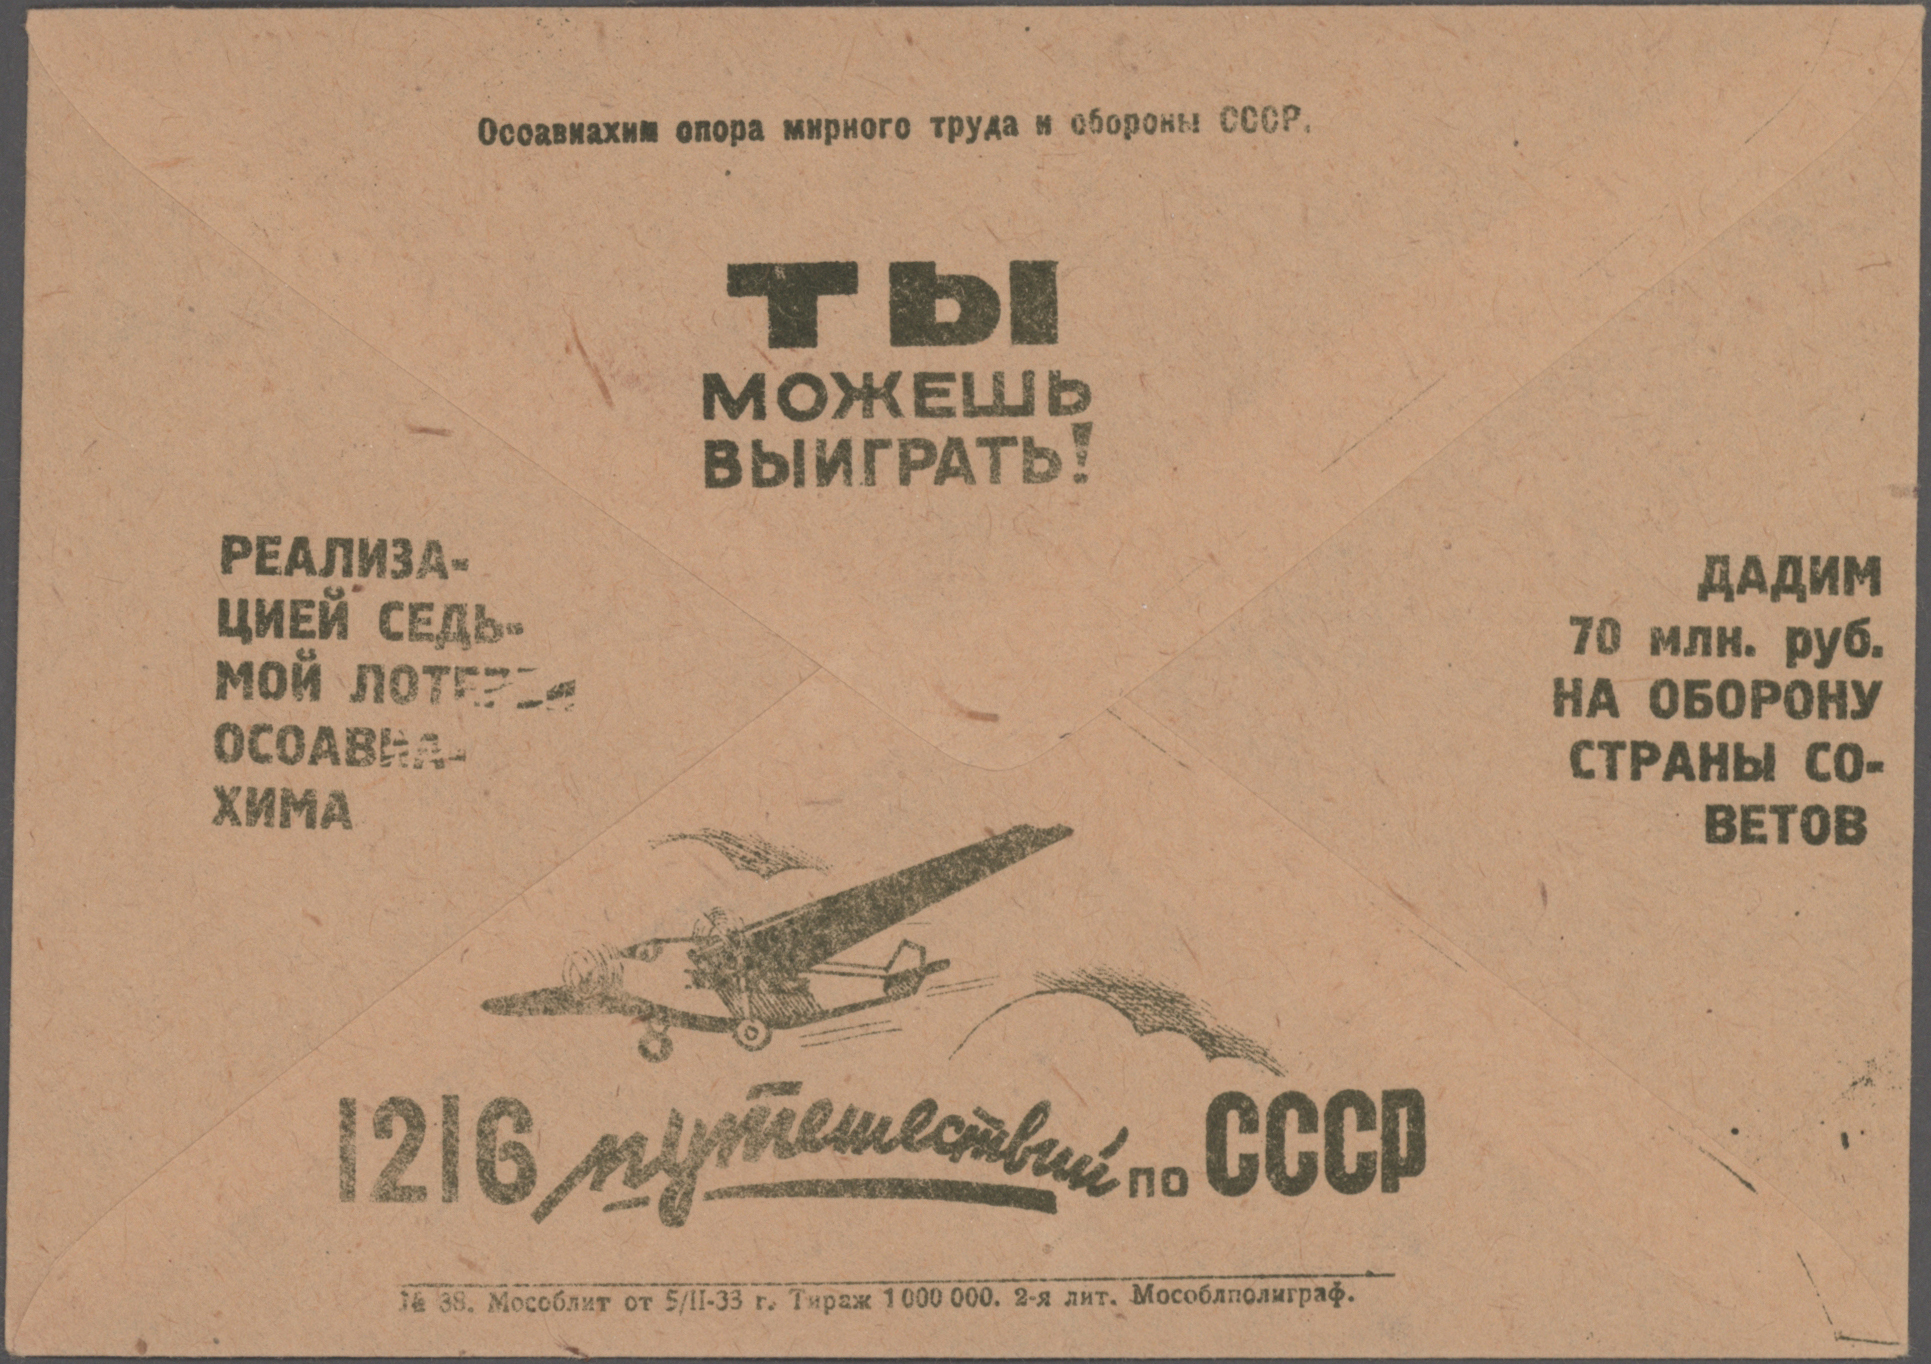 Осоавиахим опора мирного труда и обороны СССР.
ТЫ
МОЖЕШЬ
ВЫИГРАТЬ!
РЕАЛИЗА-
ЦИЕЙ СЕДЬ-
МОЙ ЛОТЕРЕИ
ОСОАВИА-
ХИМА
ДАДИМ
70 млн. руб.
НА ОБОРОНУ
СТРАНЫ СО-
ВЕТОВ
1216 путешествий по СССР
№ 38. Мособлит от 5/II-33 г. Тираж 1 000 000. 2-я лит. Мособлполиграф.